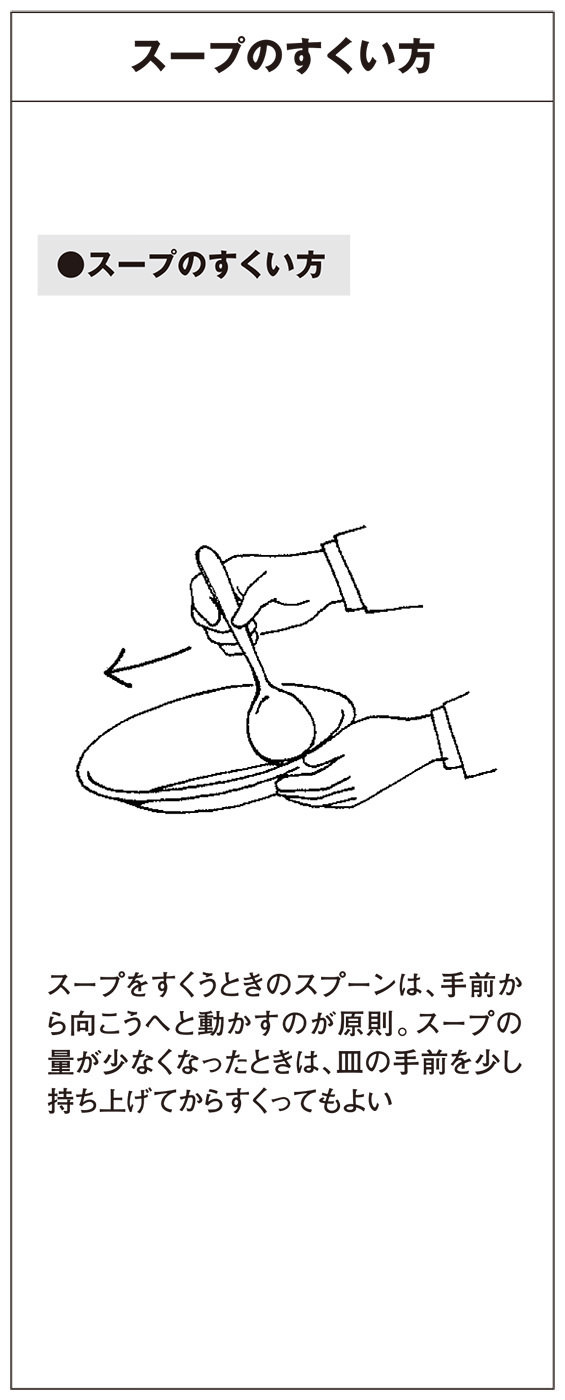 スープのすくい方
●スープのすくい方
スープをすくうときのスプーンは、手前か
ら向こうへと動かすのが原則。スープの
量が少なくなったときは、皿の手前を少し
持ち上げてからすくってもよい